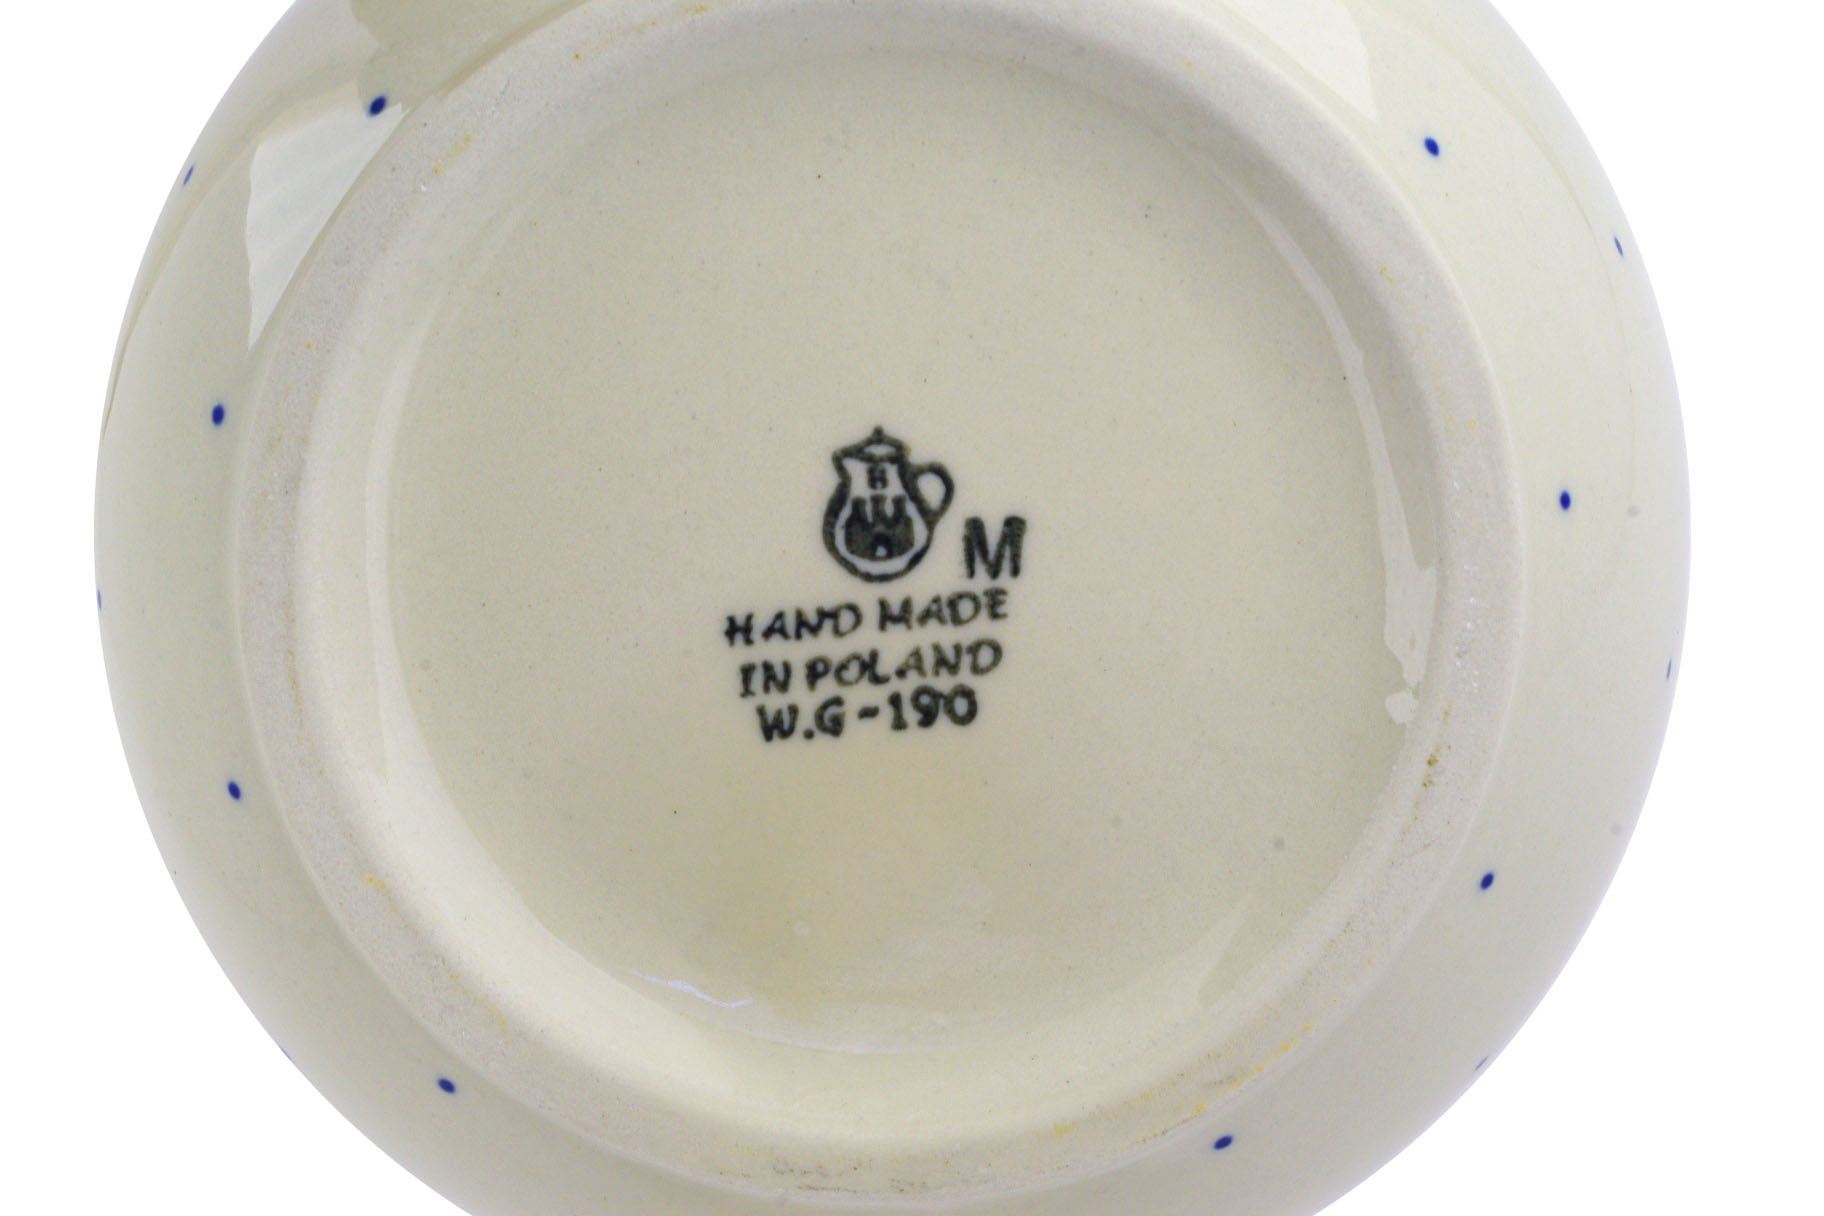 H
M
HAND MADE
IN POLAND
W.G-190